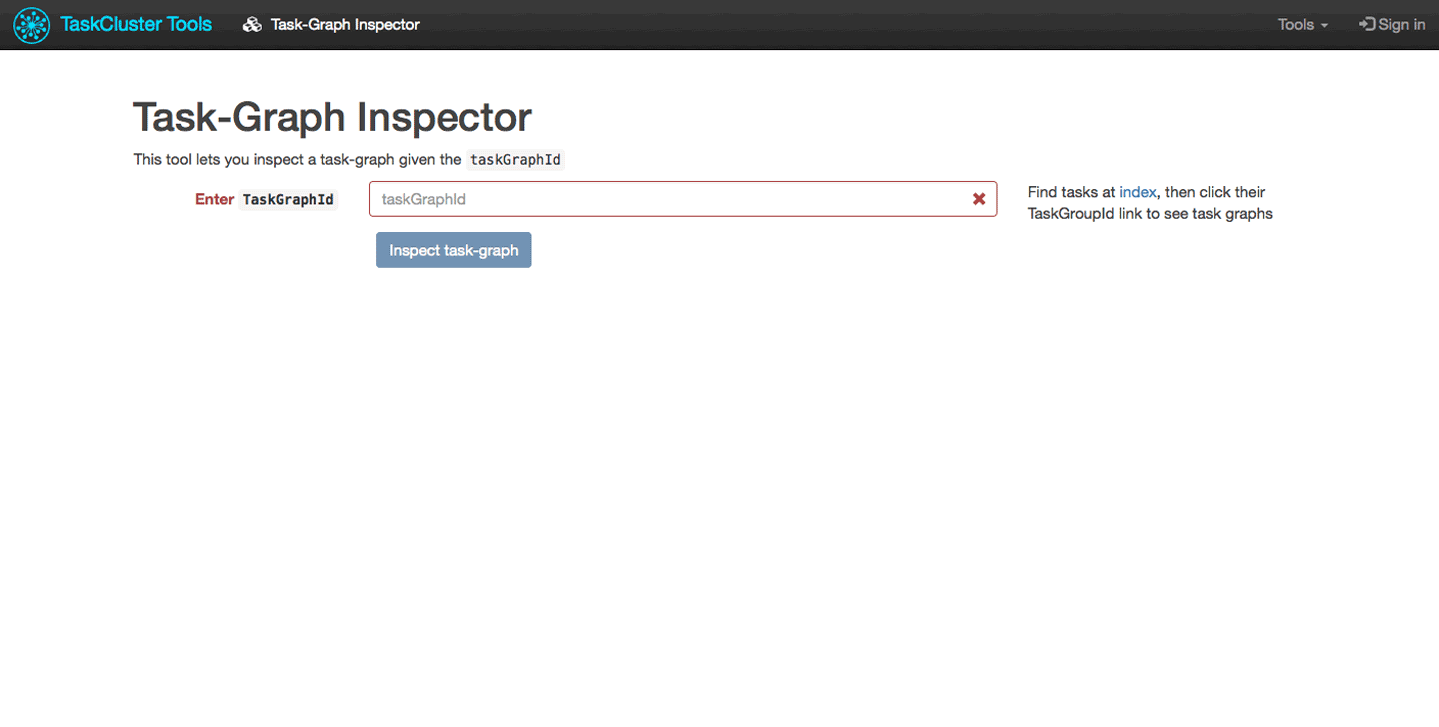 TaskCluster Tools Task-Graph Inspector Tools Sign in
Task-Graph Inspector
This tool lets you inspect a task-graph given the taskGraphId
Enter TaskGraphId
taskGraphId
Find tasks at index, then click their
TaskGroupId link to see task graphs
Inspect task-graph